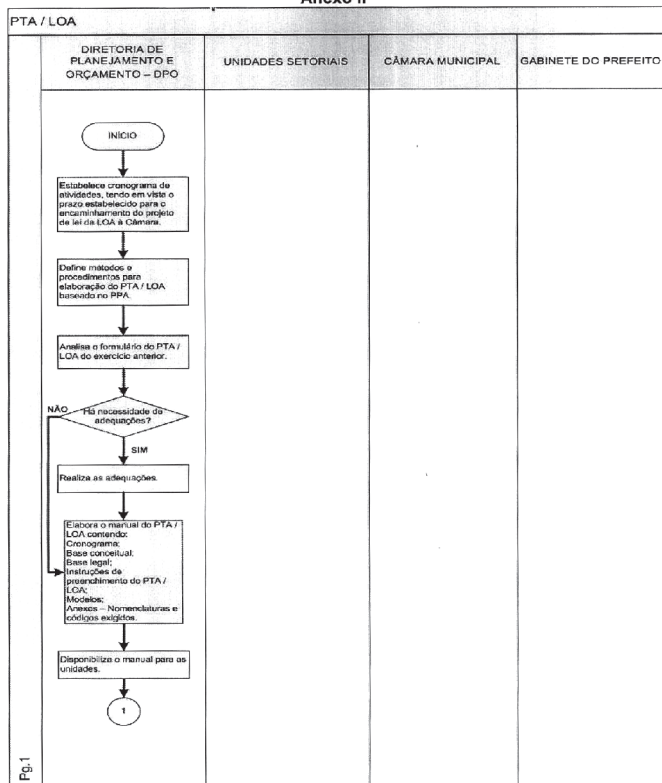 Anexo II
PTA / LOA
DIRETORIA DE
PLANEJAMENTO E
ORÇAMENTO – DPO
UNIDADES SETORIAIS
CÂMARA MUNICIPAL
GABINETE DO PREFEITO
INÍCIO
Estabelece cronograma de
atividades, tendo em vista o
prazo estabelecido para o
encaminhamento do projeto
de lei da LOA à Câmara.
Define métodos e
procedimentos para
elaboração do PTA / LOA
baseado no PPA.
Analisa o formulário do PTA /
LOA do exercício anterior.
NÃO
Há necessidade de
adequações?
SIM
Realiza as adequações.
Elabora o manual do PTA /
LOA contendo:
Cronograma;
Base conceitual;
Base legal;
Instruções de
preenchimento do PTA /
LOA;
Modelos;
Anexos – Nomenclaturas e
códigos exigidos.
Disponibiliza o manual para as
unidades.
1
Pg.1